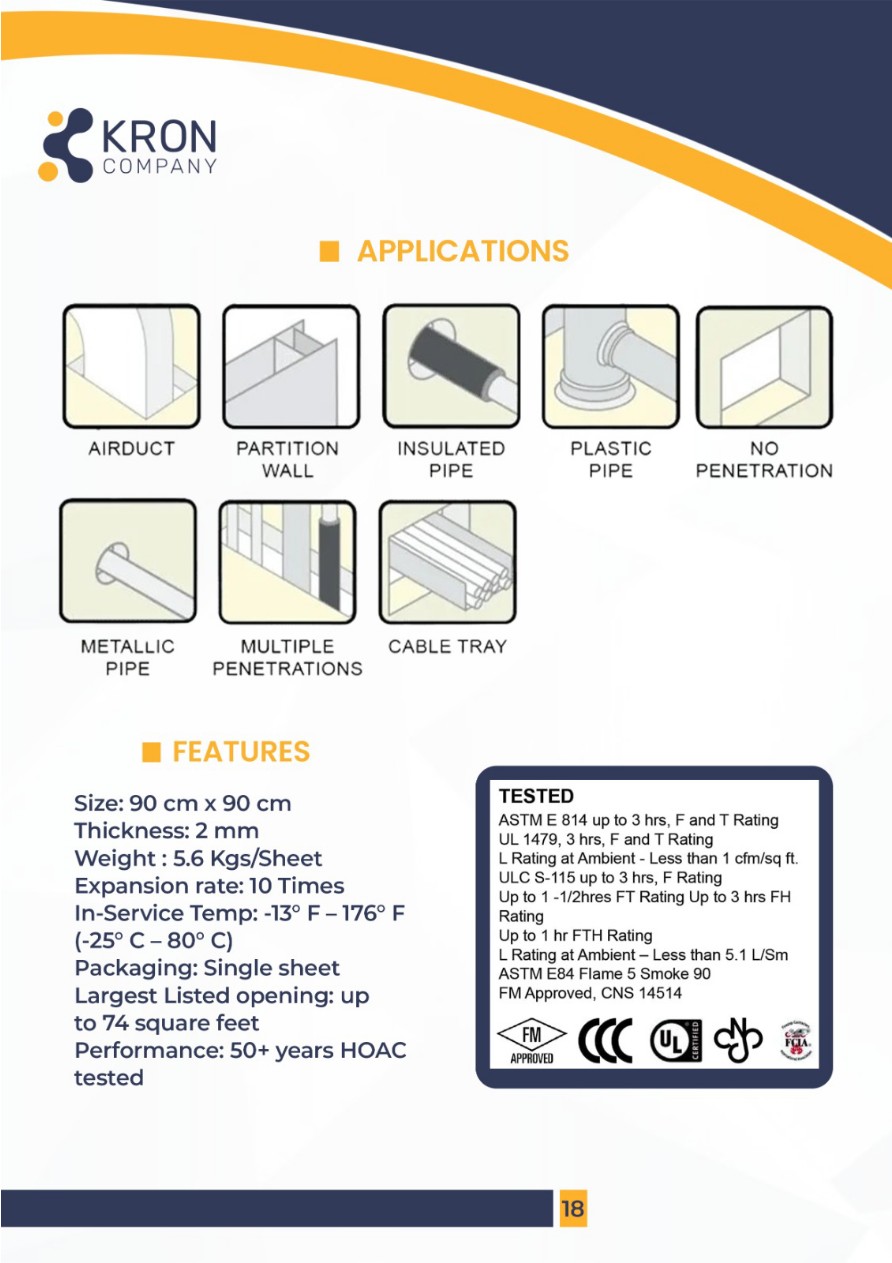 KRON
COMPANY
APPLICATIONS
AIRDUCT
PARTITION
WALL
INSULATED
PIPE
PLASTIC
PIPE
NO
PENETRATION
METALLIC
PIPE
MULTIPLE
PENETRATIONS
CABLE TRAY
FEATURES
Size: 90 cm x 90 cm
Thickness: 2 mm
Weight : 5.6 Kgs/Sheet
Expansion rate: 10 Times
In-Service Temp: -13° F – 176° F
(-25° C – 80° C)
Packaging: Single sheet
Largest Listed opening: up
to 74 square feet
Performance: 50+ years HOAC
tested
TESTED
ASTM E 814 up to 3 hrs, F and T Rating
UL 1479, 3 hrs, F and T Rating
L Rating at Ambient - Less than 1 cfm/sq ft.
ULC S-115 up to 3 hrs, F Rating
Up to 1 -1/2hres FT Rating Up to 3 hrs FH
Rating
Up to 1 hr FTH Rating
L Rating at Ambient – Less than 5.1 L/Sm
ASTM E84 Flame 5 Smoke 90
FM Approved, CNS 14514
FM
APPROVED
CCC
UL
CERTIFIED
FCIA
18